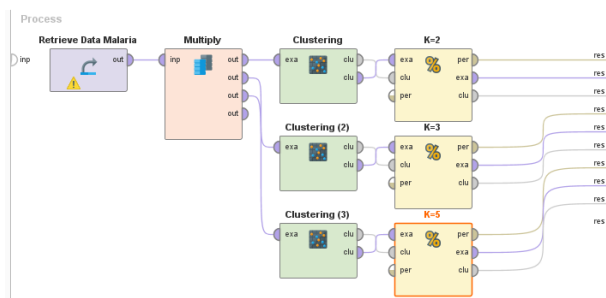 Process
Retrieve Data Malaria
Multiply
Clustering
K=2
inp
out
inp
out
out
out
out
exa
clu
clu
exa
clu
per
per
exa
clu
res
res
res
Clustering (2)
K=3
exa
clu
clu
exa
clu
per
per
exa
clu
res
res
res
Clustering (3)
K=5
exa
clu
clu
exa
clu
per
per
exa
clu
res
res
res
res